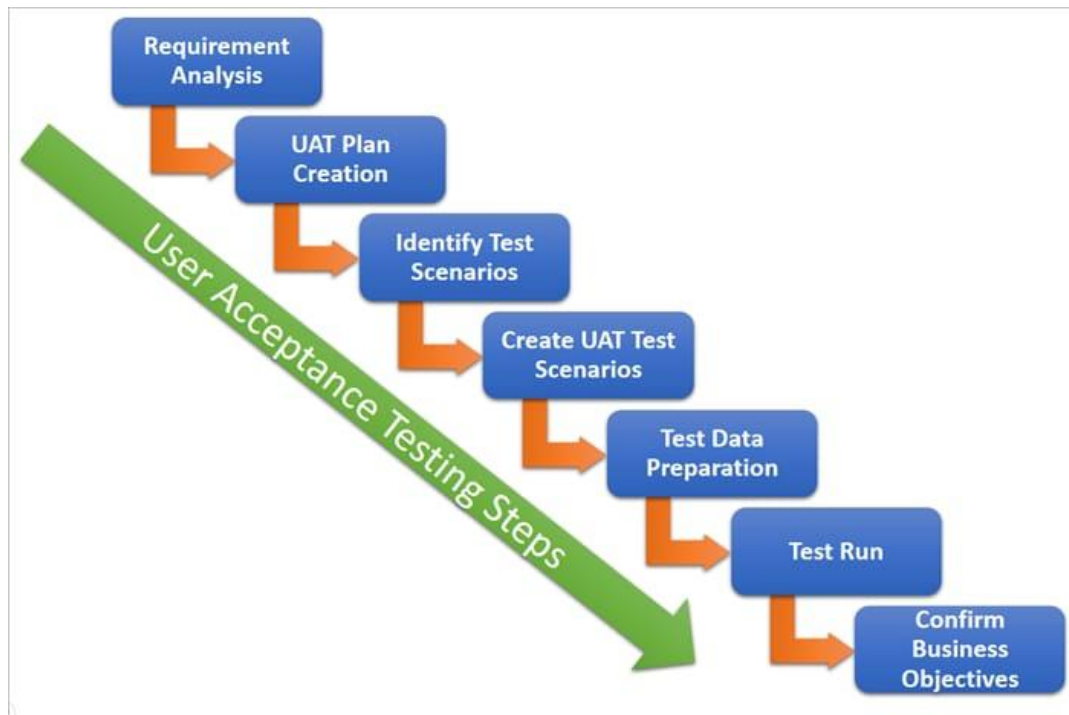 Requirement
Analysis
UAT Plan
Creation
Identify Test
Scenarios
Create UAT Test
Scenarios
Test Data
Preparation
Test Run
Confirm
Business
Objectives
User Acceptance Testing Steps